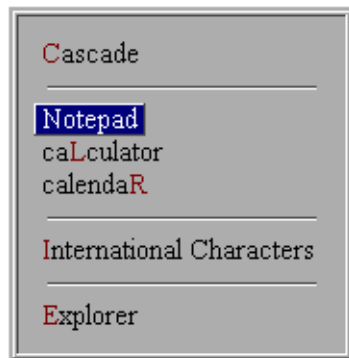 Cascade
Notepad
caLculator
calendaR
International Characters
Explorer